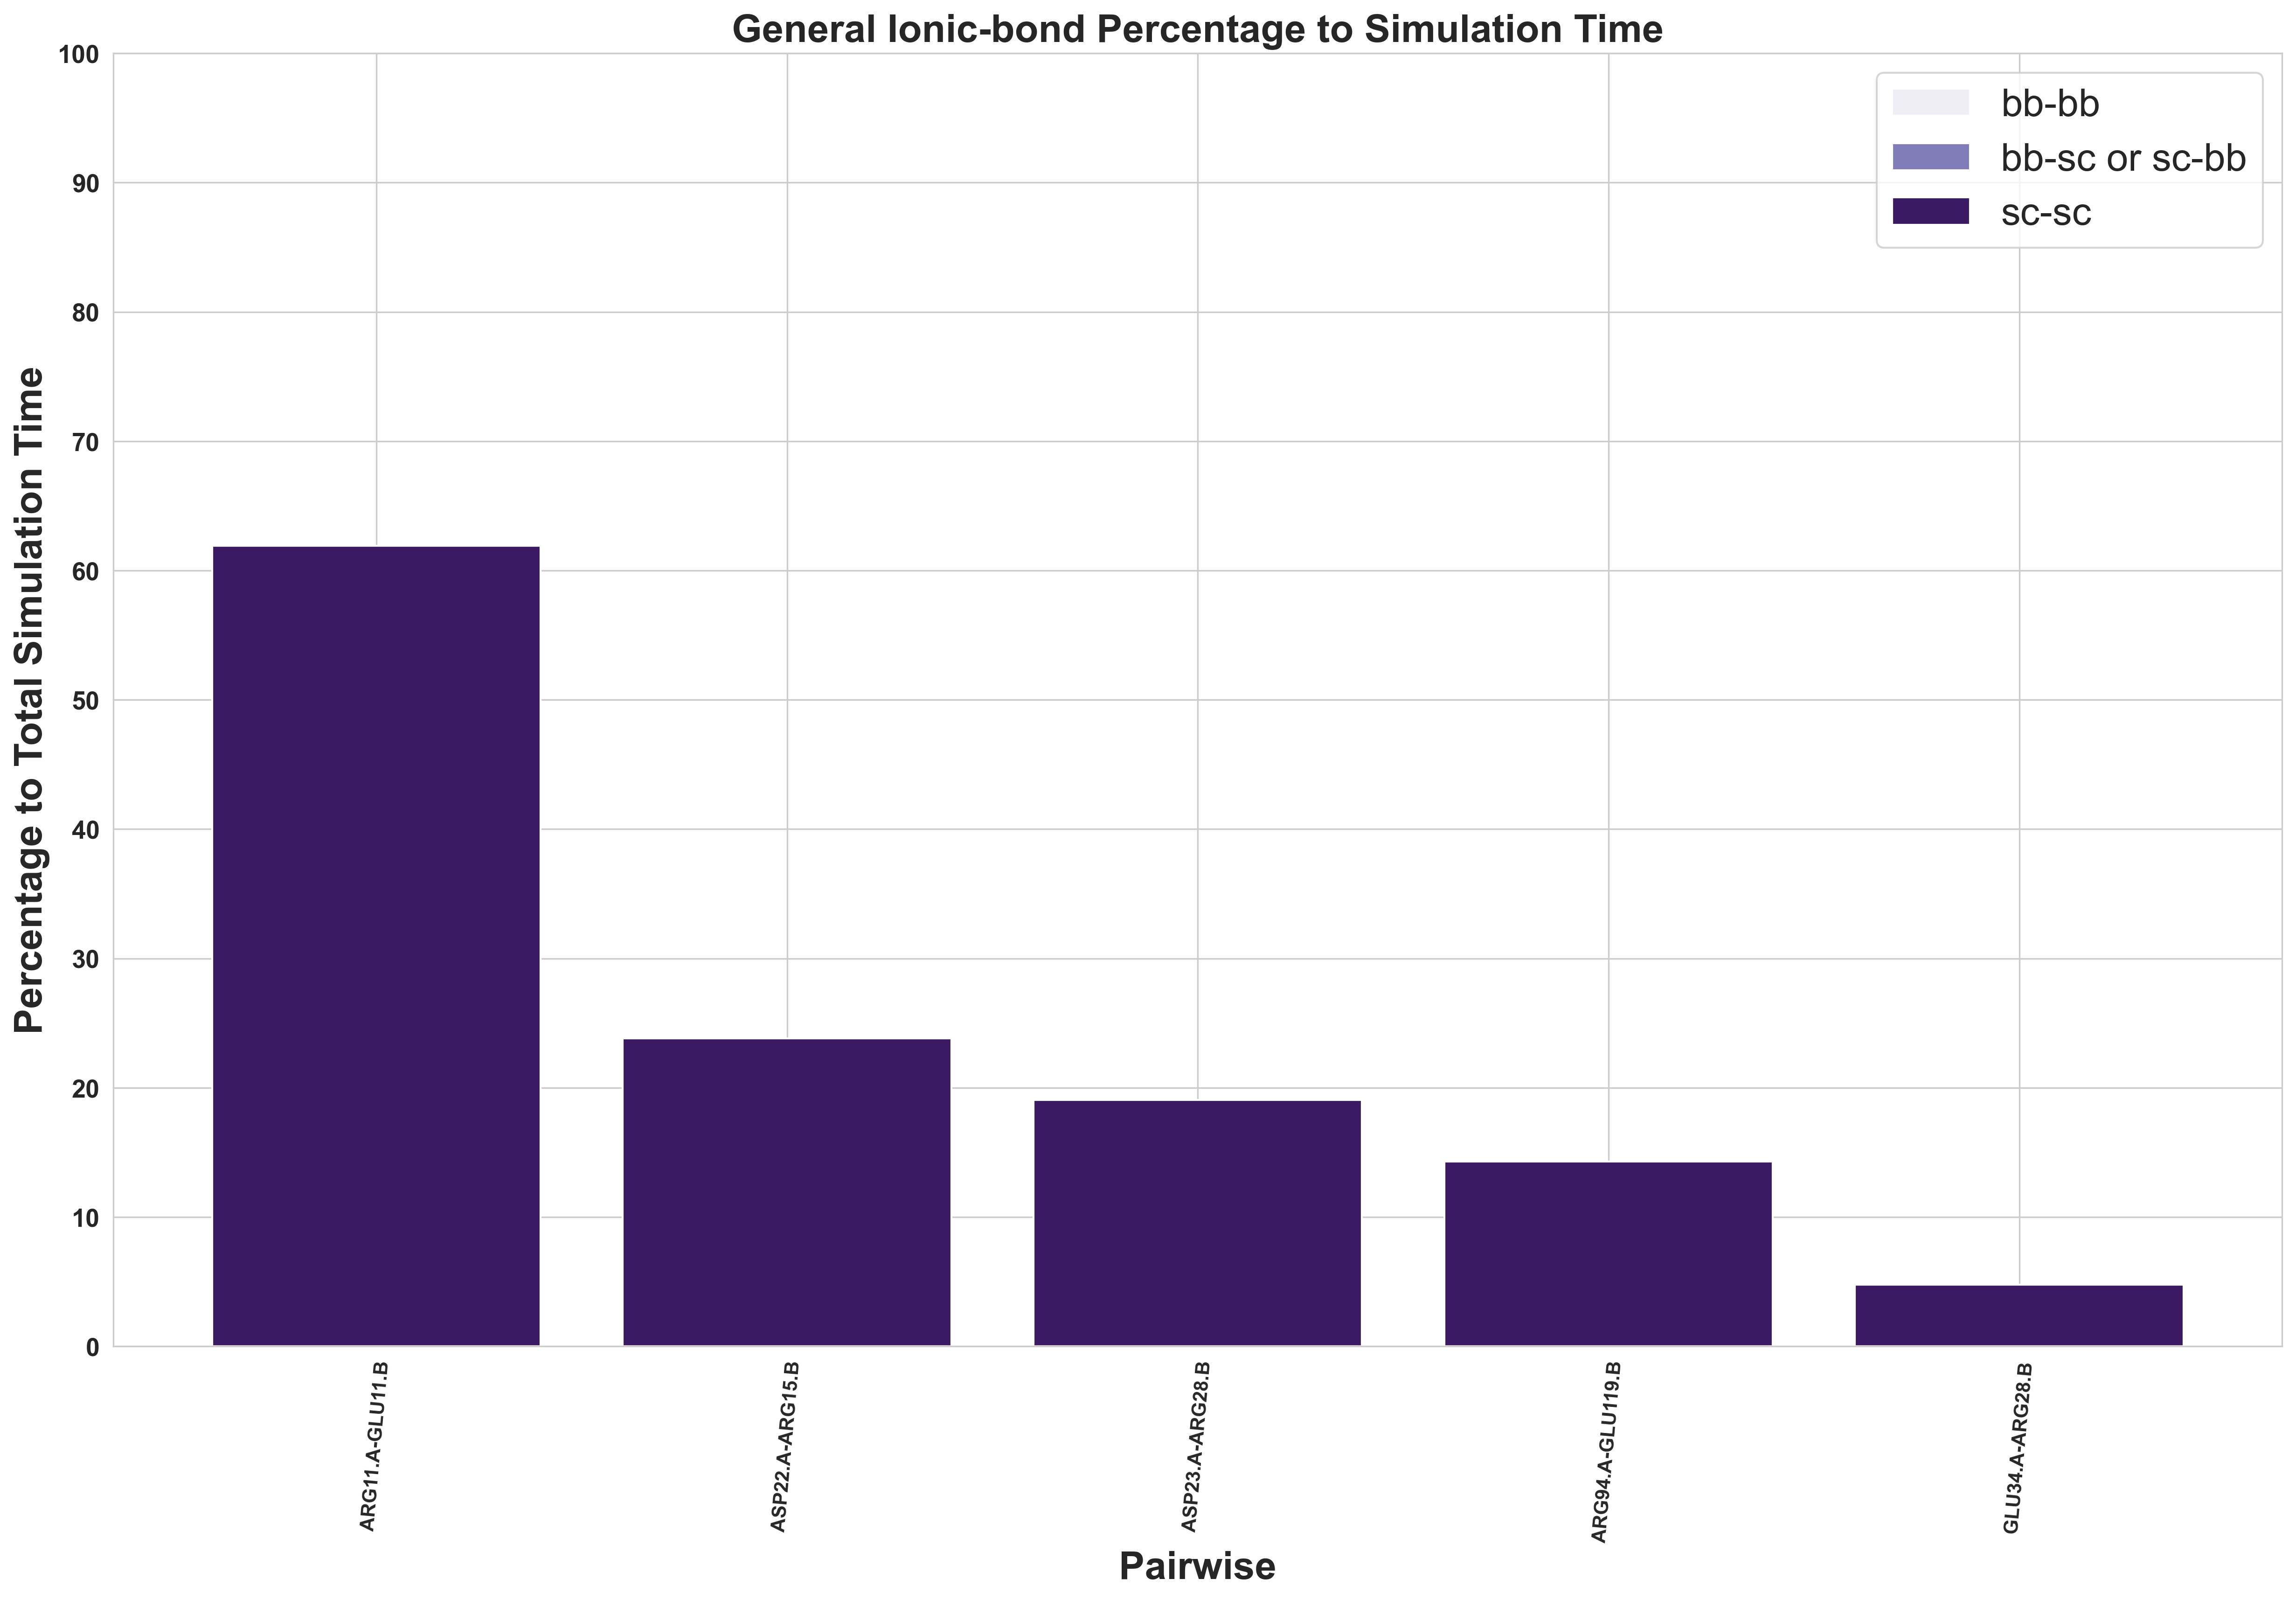 General Ionic-bond Percentage to Simulation Time
Percentage to Total Simulation Time
100
90
80
70
60
50
40
30
20
10
0
bb-bb
bb-sc or sc-bb
sc-sc
ARG11.A-GLU11.B
ASP22.A-ARG15.B
ASP23.A-ARG28.B
ARG94.A-GLU119.B
GLU34.A-ARG28.B
Pairwise